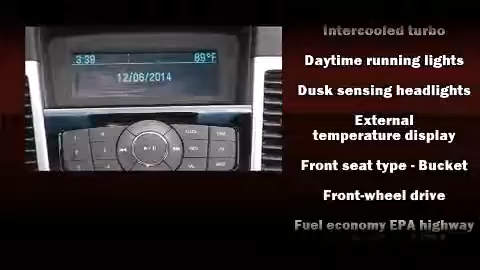 3:39 89°F
12/06/2014
Intercooled turbo
Daytime running lights
Dusk sensing headlights
External
temperature display
Front seat type - Bucket
Front-wheel drive
Fuel economy EPA highway